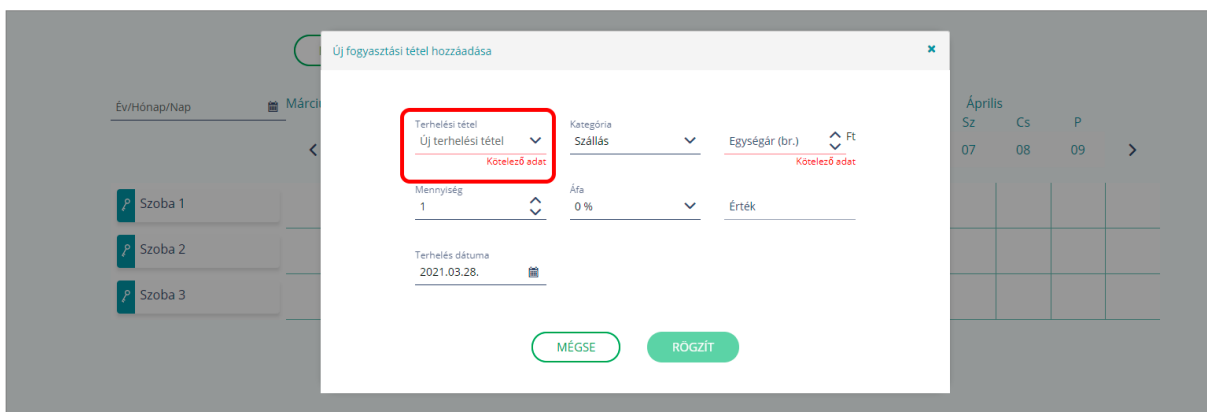 Új fogyasztási tétel hozzáadása
Év/Hónap/Nap
Márci
Április
Sz Cs P
07 08 09
Terhelési tétel
Új terhelési tétel
Kötelező adat
Kategória
Szállás
Egységár (br.) Ft
Kötelező adat
Mennyiség
1
Áfa
0 %
Érték
Terhelés dátuma
2021.03.28.
Szoba 1
Szoba 2
Szoba 3
MÉGSE
RÖGZÍT